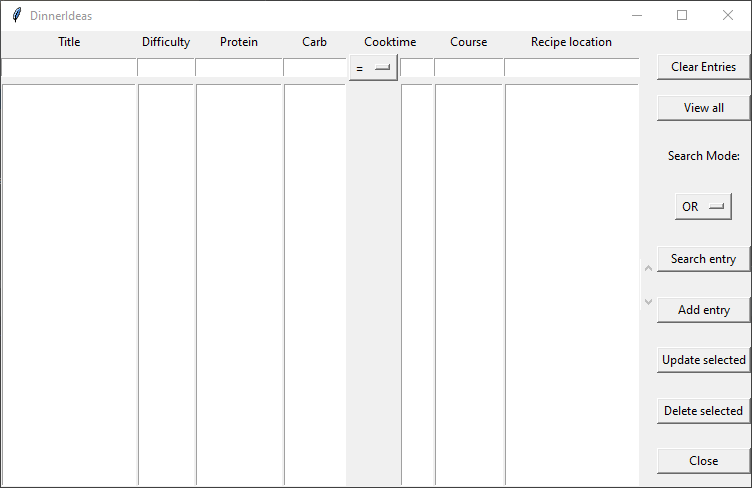 DinnerIdeas
Title Difficulty Protein Carb Cooktime Course Recipe location
=
Clear Entries
View all
Search Mode:
OR
Search entry
Add entry
Update selected
Delete selected
Close